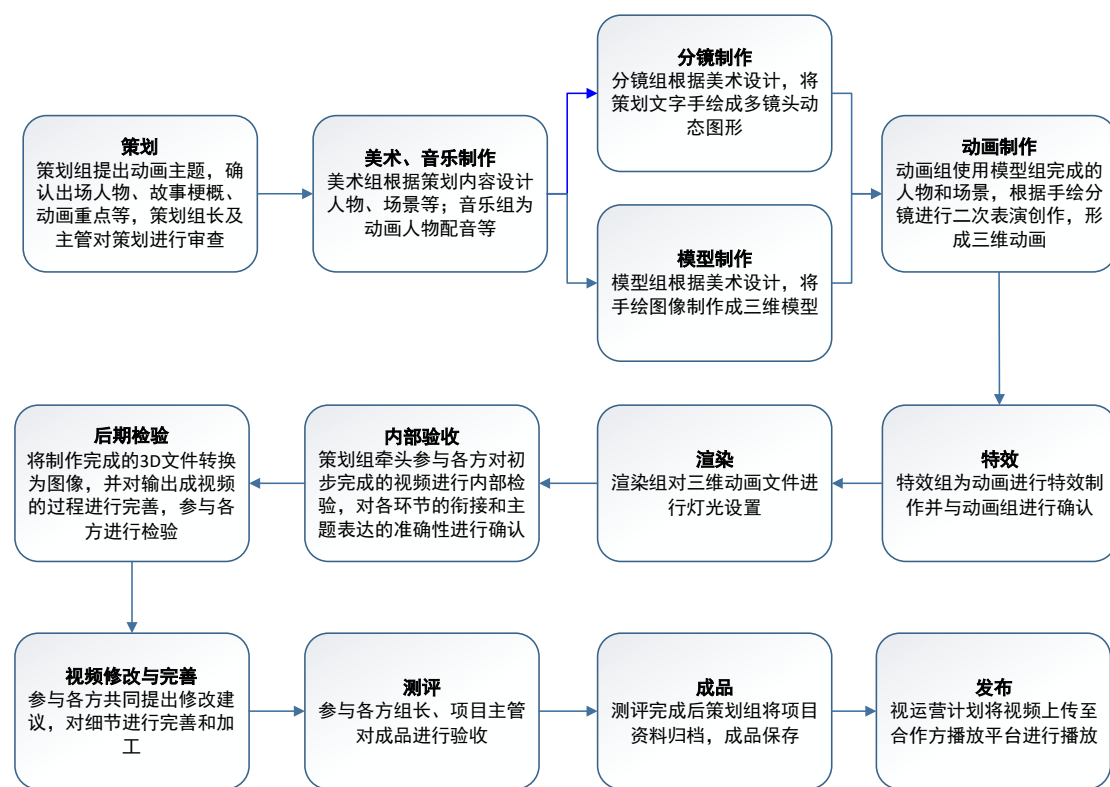 策划
策划组提出动画主题，确
认出场人物、故事梗概、
动画重点等，策划组长及
主管对策划进行审查
美术、音乐制作
美术组根据策划内容设计
人物、场景等；音乐组为
动画人物配音等
分镜制作
分镜组根据美术设计，将
策划文字手绘成多镜头动
态图形
模型制作
模型组根据美术设计，将
手绘图像制作成三维模型
动画制作
动画组使用模型组完成的
人物和场景，根据手绘分
镜进行二次表演创作，形
成三维动画
特效
特效组为动画进行特效制
作并与动画组进行确认
渲染
渲染组对三维动画文件进
行灯光设置
内部验收
策划组牵头参与各方对初
步完成的视频进行内部检
验，对各环节的衔接和主
题表达的准确性进行确认
后期检验
将制作完成的3D文件转换
为图像，并对输出成视频
的过程进行完善，参与各
方进行检验
视频修改与完善
参与各方共同提出修改建
议，对细节进行完善和加
工
测评
参与各方组长、项目主管
对成品进行验收
成品
测评完成后策划组将项目
资料归档，成品保存
发布
视运营计划将视频上传至
合作方播放平台进行播放